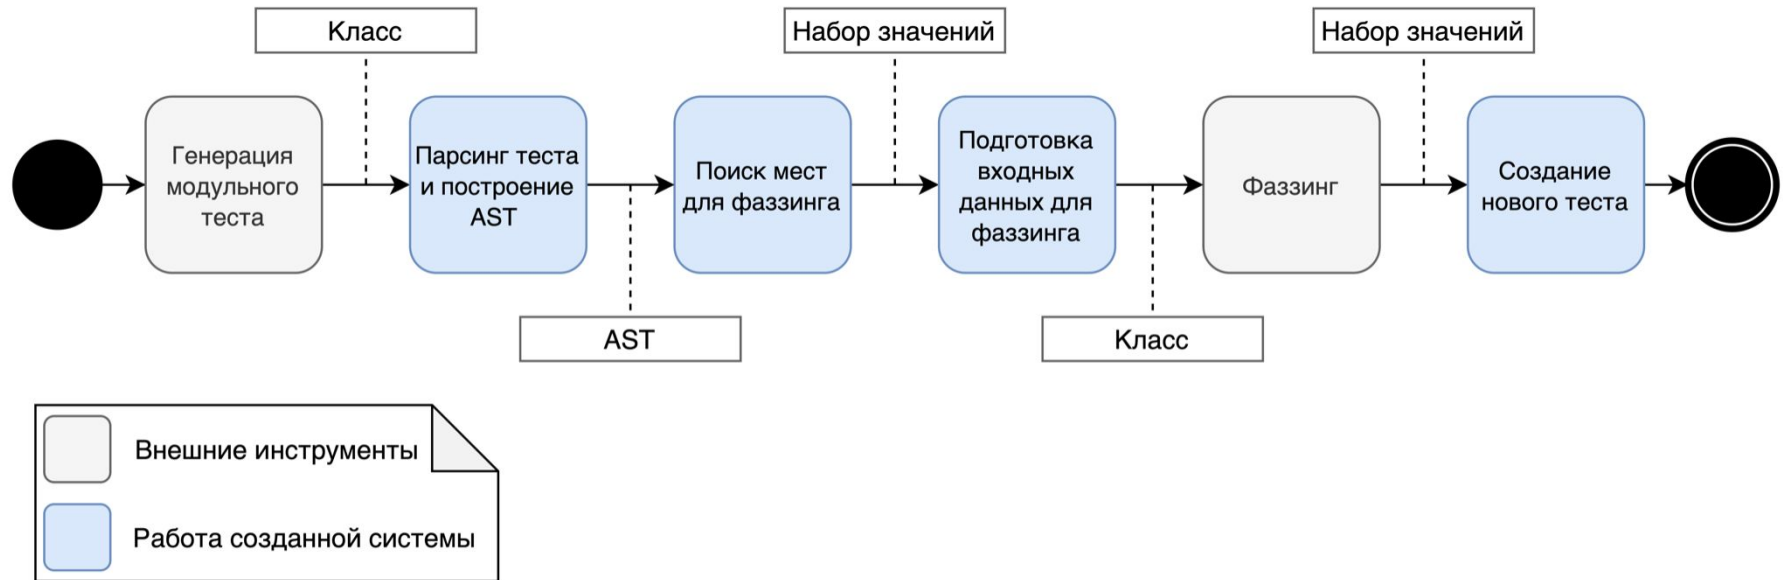 Класс
Набор значений
Набор значений
Генерация
модульного
теста
Парсинг теста
и построение
AST
Поиск мест
для фаззинга
Подготовка
входных
данных для
фаззинга
Фаззинг
Создание
нового теста
AST
Класс
Внешние инструменты
Работа созданной системы